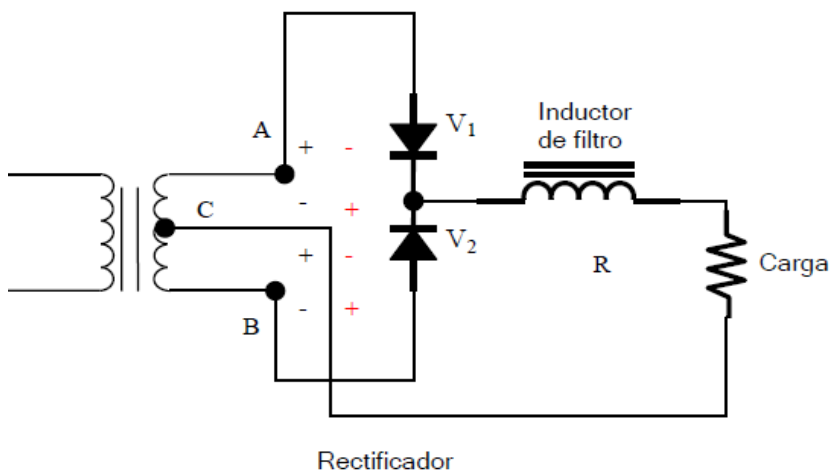 A
+ -
- +
C
+ -
- +
B
V1
V2
Inductor
de filtro
R
Carga
Rectificador